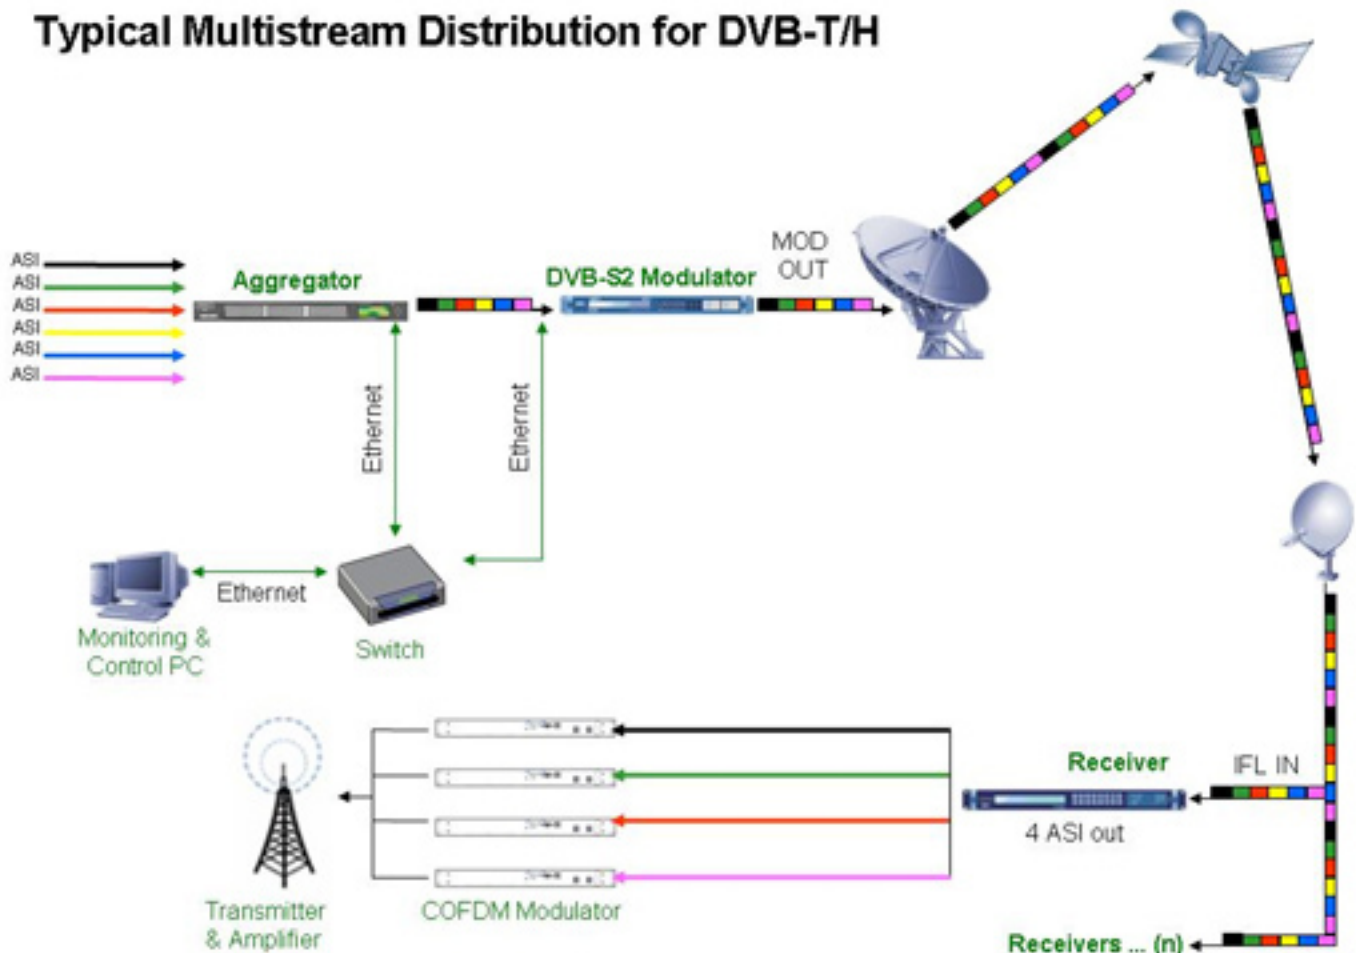 Typical Multistream Distribution for DVB-T/H
MOD
OUT
ASI
ASI
ASI
ASI
ASI
ASI
Aggregator
DVB-S2 Modulator
Ethernet
Ethernet
Ethernet
Monitoring &
Control PC
Switch
Receiver
IFL IN
4 ASI out
COFDM Modulator
Transmitter
& Amplifier
Receivers ... (n)